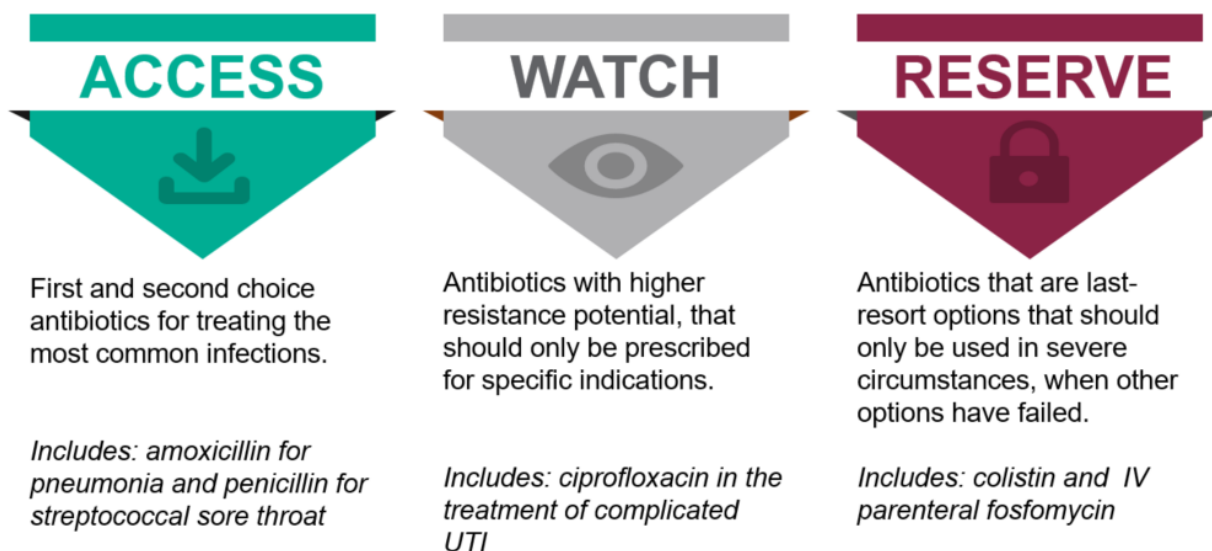 ACCESS
First and second choice
antibiotics for treating the
most common infections.
Includes: amoxicillin for
pneumonia and penicillin for
streptococcal sore throat
WATCH
Antibiotics with higher
resistance potential, that
should only be prescribed
for specific indications.
Includes: ciprofloxacin in the
treatment of complicated
UTI
RESERVE
Antibiotics that are last-
resort options that should
only be used in severe
circumstances, when other
options have failed.
Includes: colistin and IV
parenteral fosfomycin